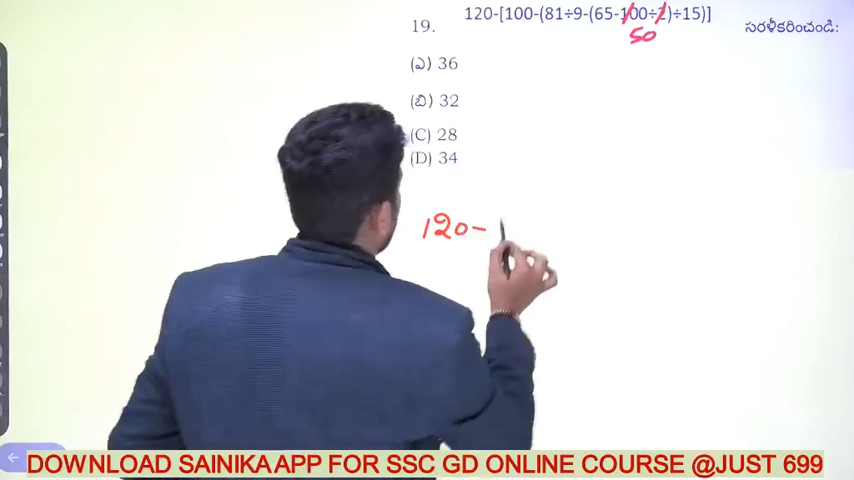 19. 120-[100-(81÷9-(65-100÷2)÷15)] సరళీకరించండి:
50
(ఎ) 36
(బి) 32
(C) 28
(D) 34
120-
DOWNLOAD SAINIKA APP FOR SSC GD ONLINE COURSE @JUST 699